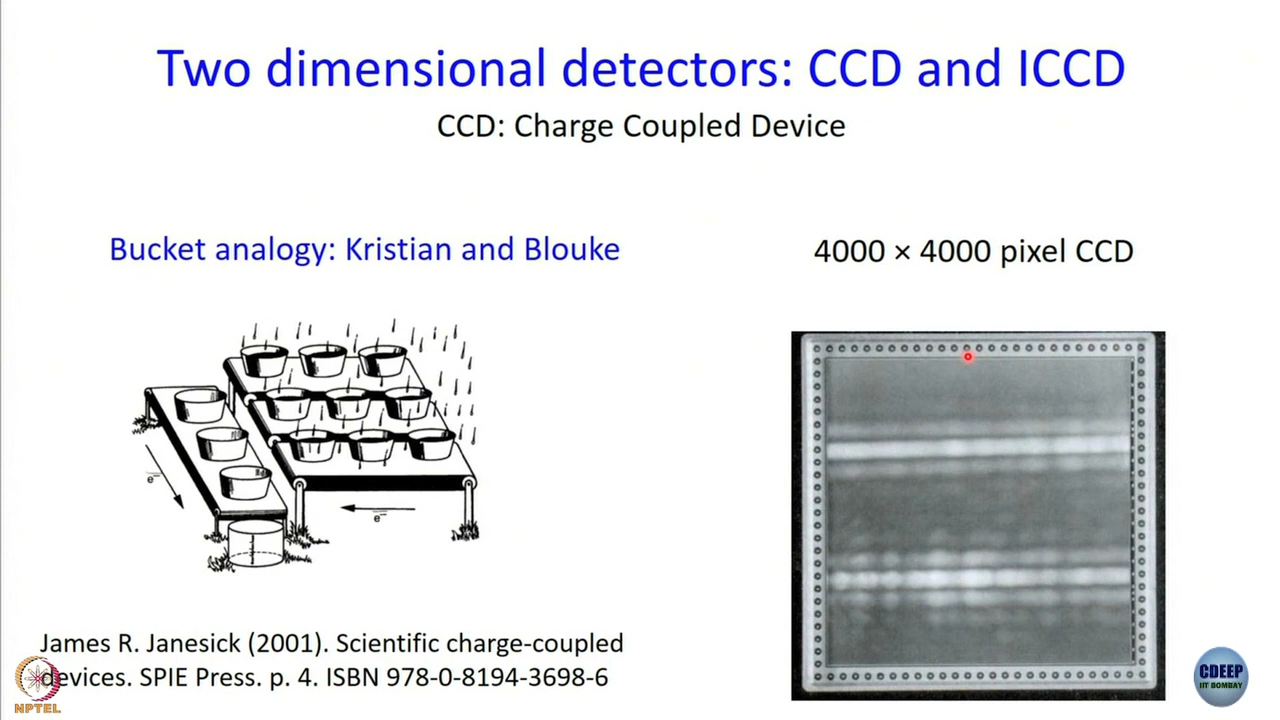 Two dimensional detectors: CCD and ICCD
CCD: Charge Coupled Device
Bucket analogy: Kristian and Blouke
4000 × 4000 pixel CCD
e⁻
e⁻
James R. Janesick (2001). Scientific charge-coupled
devices. SPIE Press. p. 4. ISBN 978-0-8194-3698-6
NPTEL
CDEEP
IIT BOMBAY